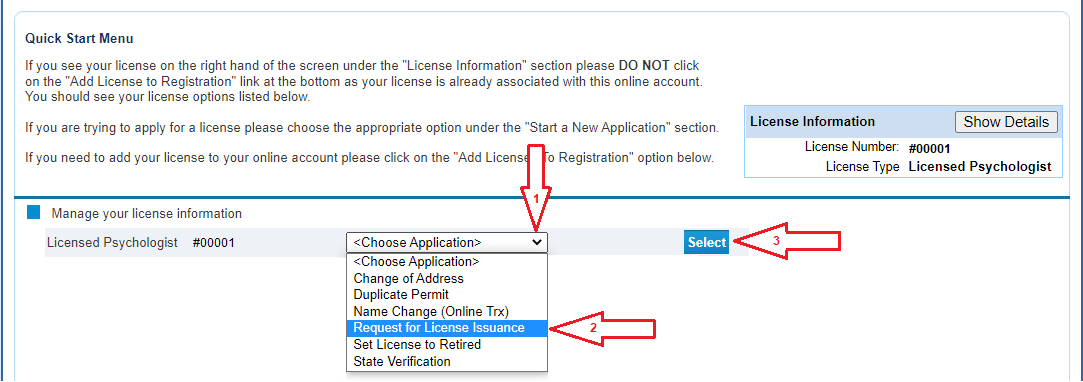 Quick Start Menu
If you see your license on the right hand of the screen under the "License Information" section please DO NOT click
on the "Add License to Registration" link at the bottom as your license is already associated with this online account.
You should see your license options listed below.
If you are trying to apply for a license please choose the appropriate option under the "Start a New Application" section.
If you need to add your license to your online account please click on the "Add License To Registration" option below.
License Information
Show Details
License Number: #00001
License Type Licensed Psychologist
Manage your license information
1
Licensed Psychologist #00001
<Choose Application>
Select
3
<Choose Application>
Change of Address
Duplicate Permit
Name Change (Online Trx)
Request for License Issuance
2
Set License to Retired
State Verification